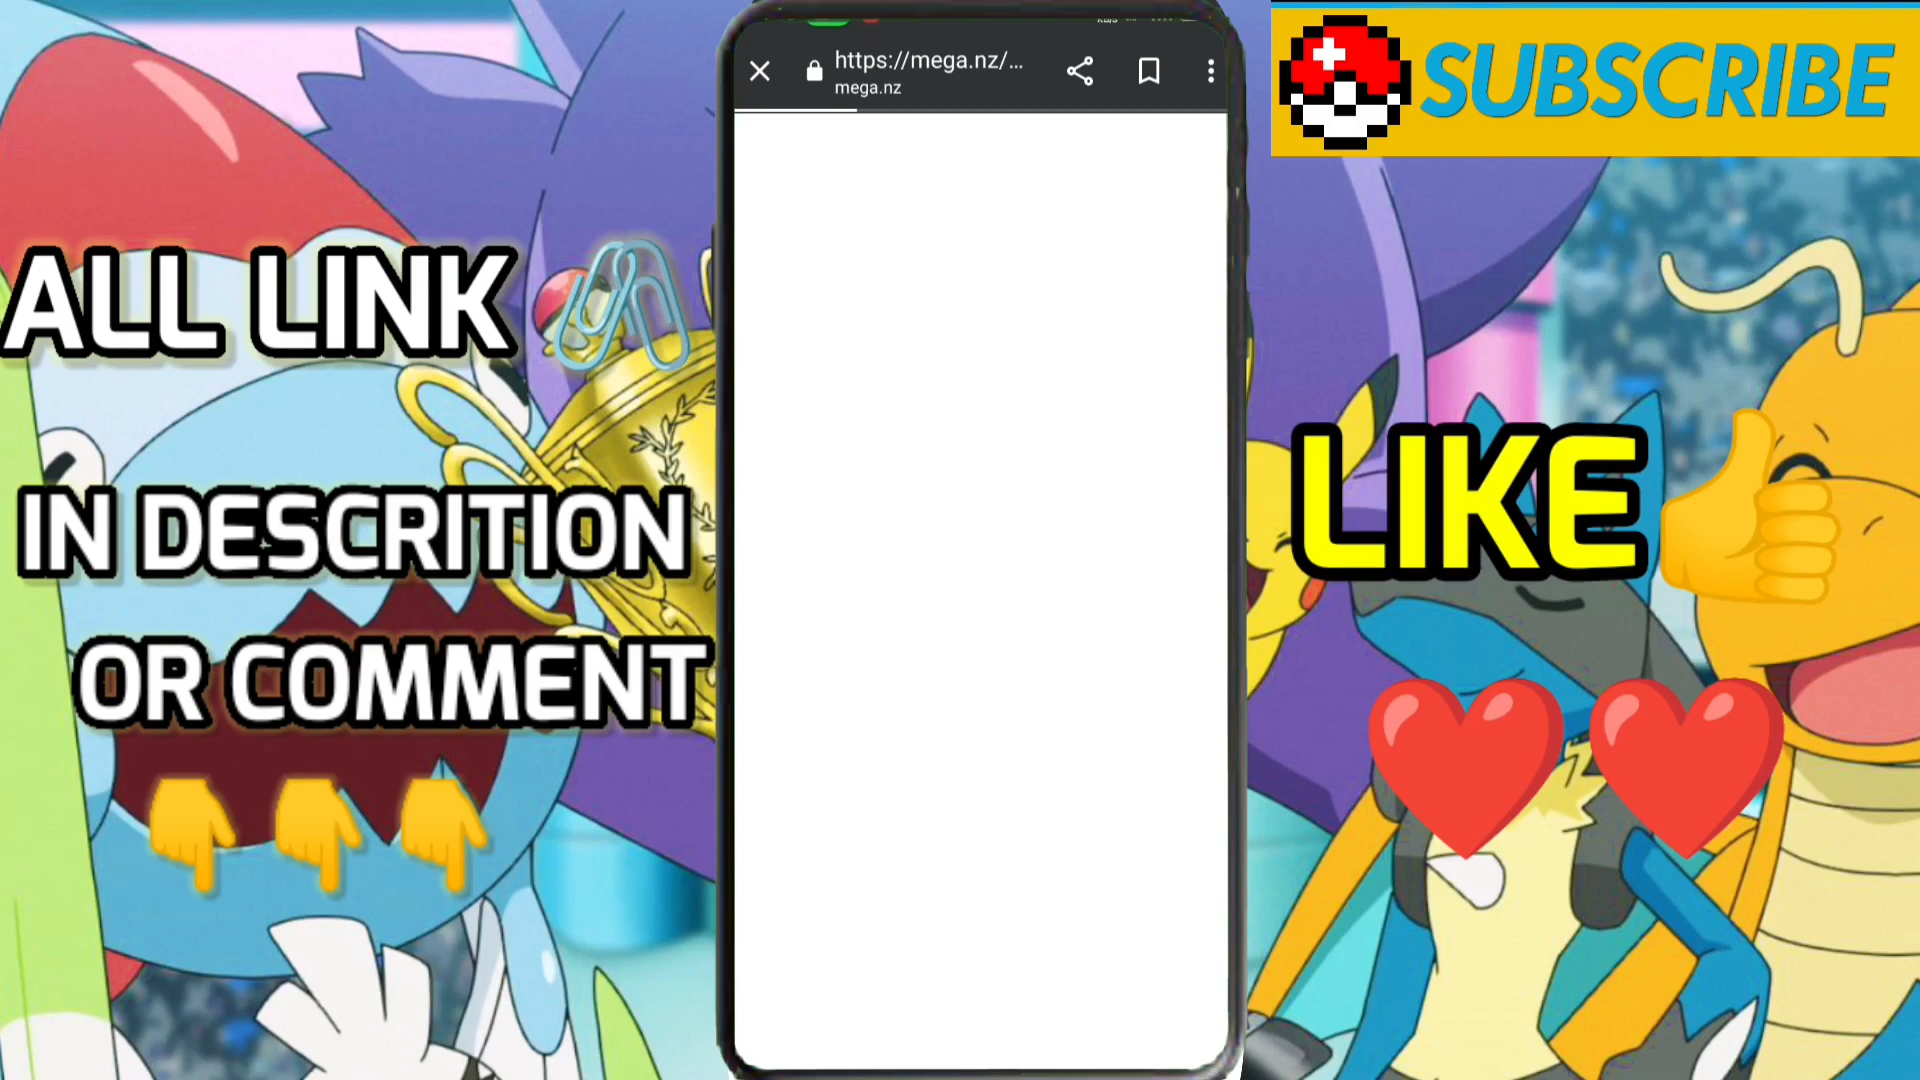 https://mega.nz/...
mega.nz
SUBSCRIBE
ALL LINK
IN DESCRITION
OR COMMENT
LIKE